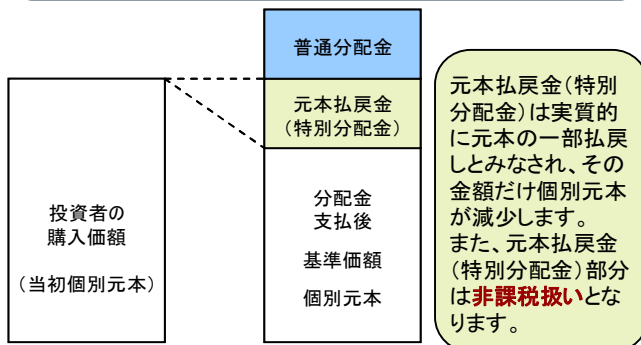 普通分配金
元本払戻金
(特別分配金)
投資者の
購入価額
(当初個別元本)
分配金
支払後
基準価額
個別元本
元本払戻金(特別
分配金)は実質的
に元本の一部払戻
しとみなされ、その
金額だけ個別元本
が減少します。
また、元本払戻金
(特別分配金)部分
は非課税扱いとな
ります。